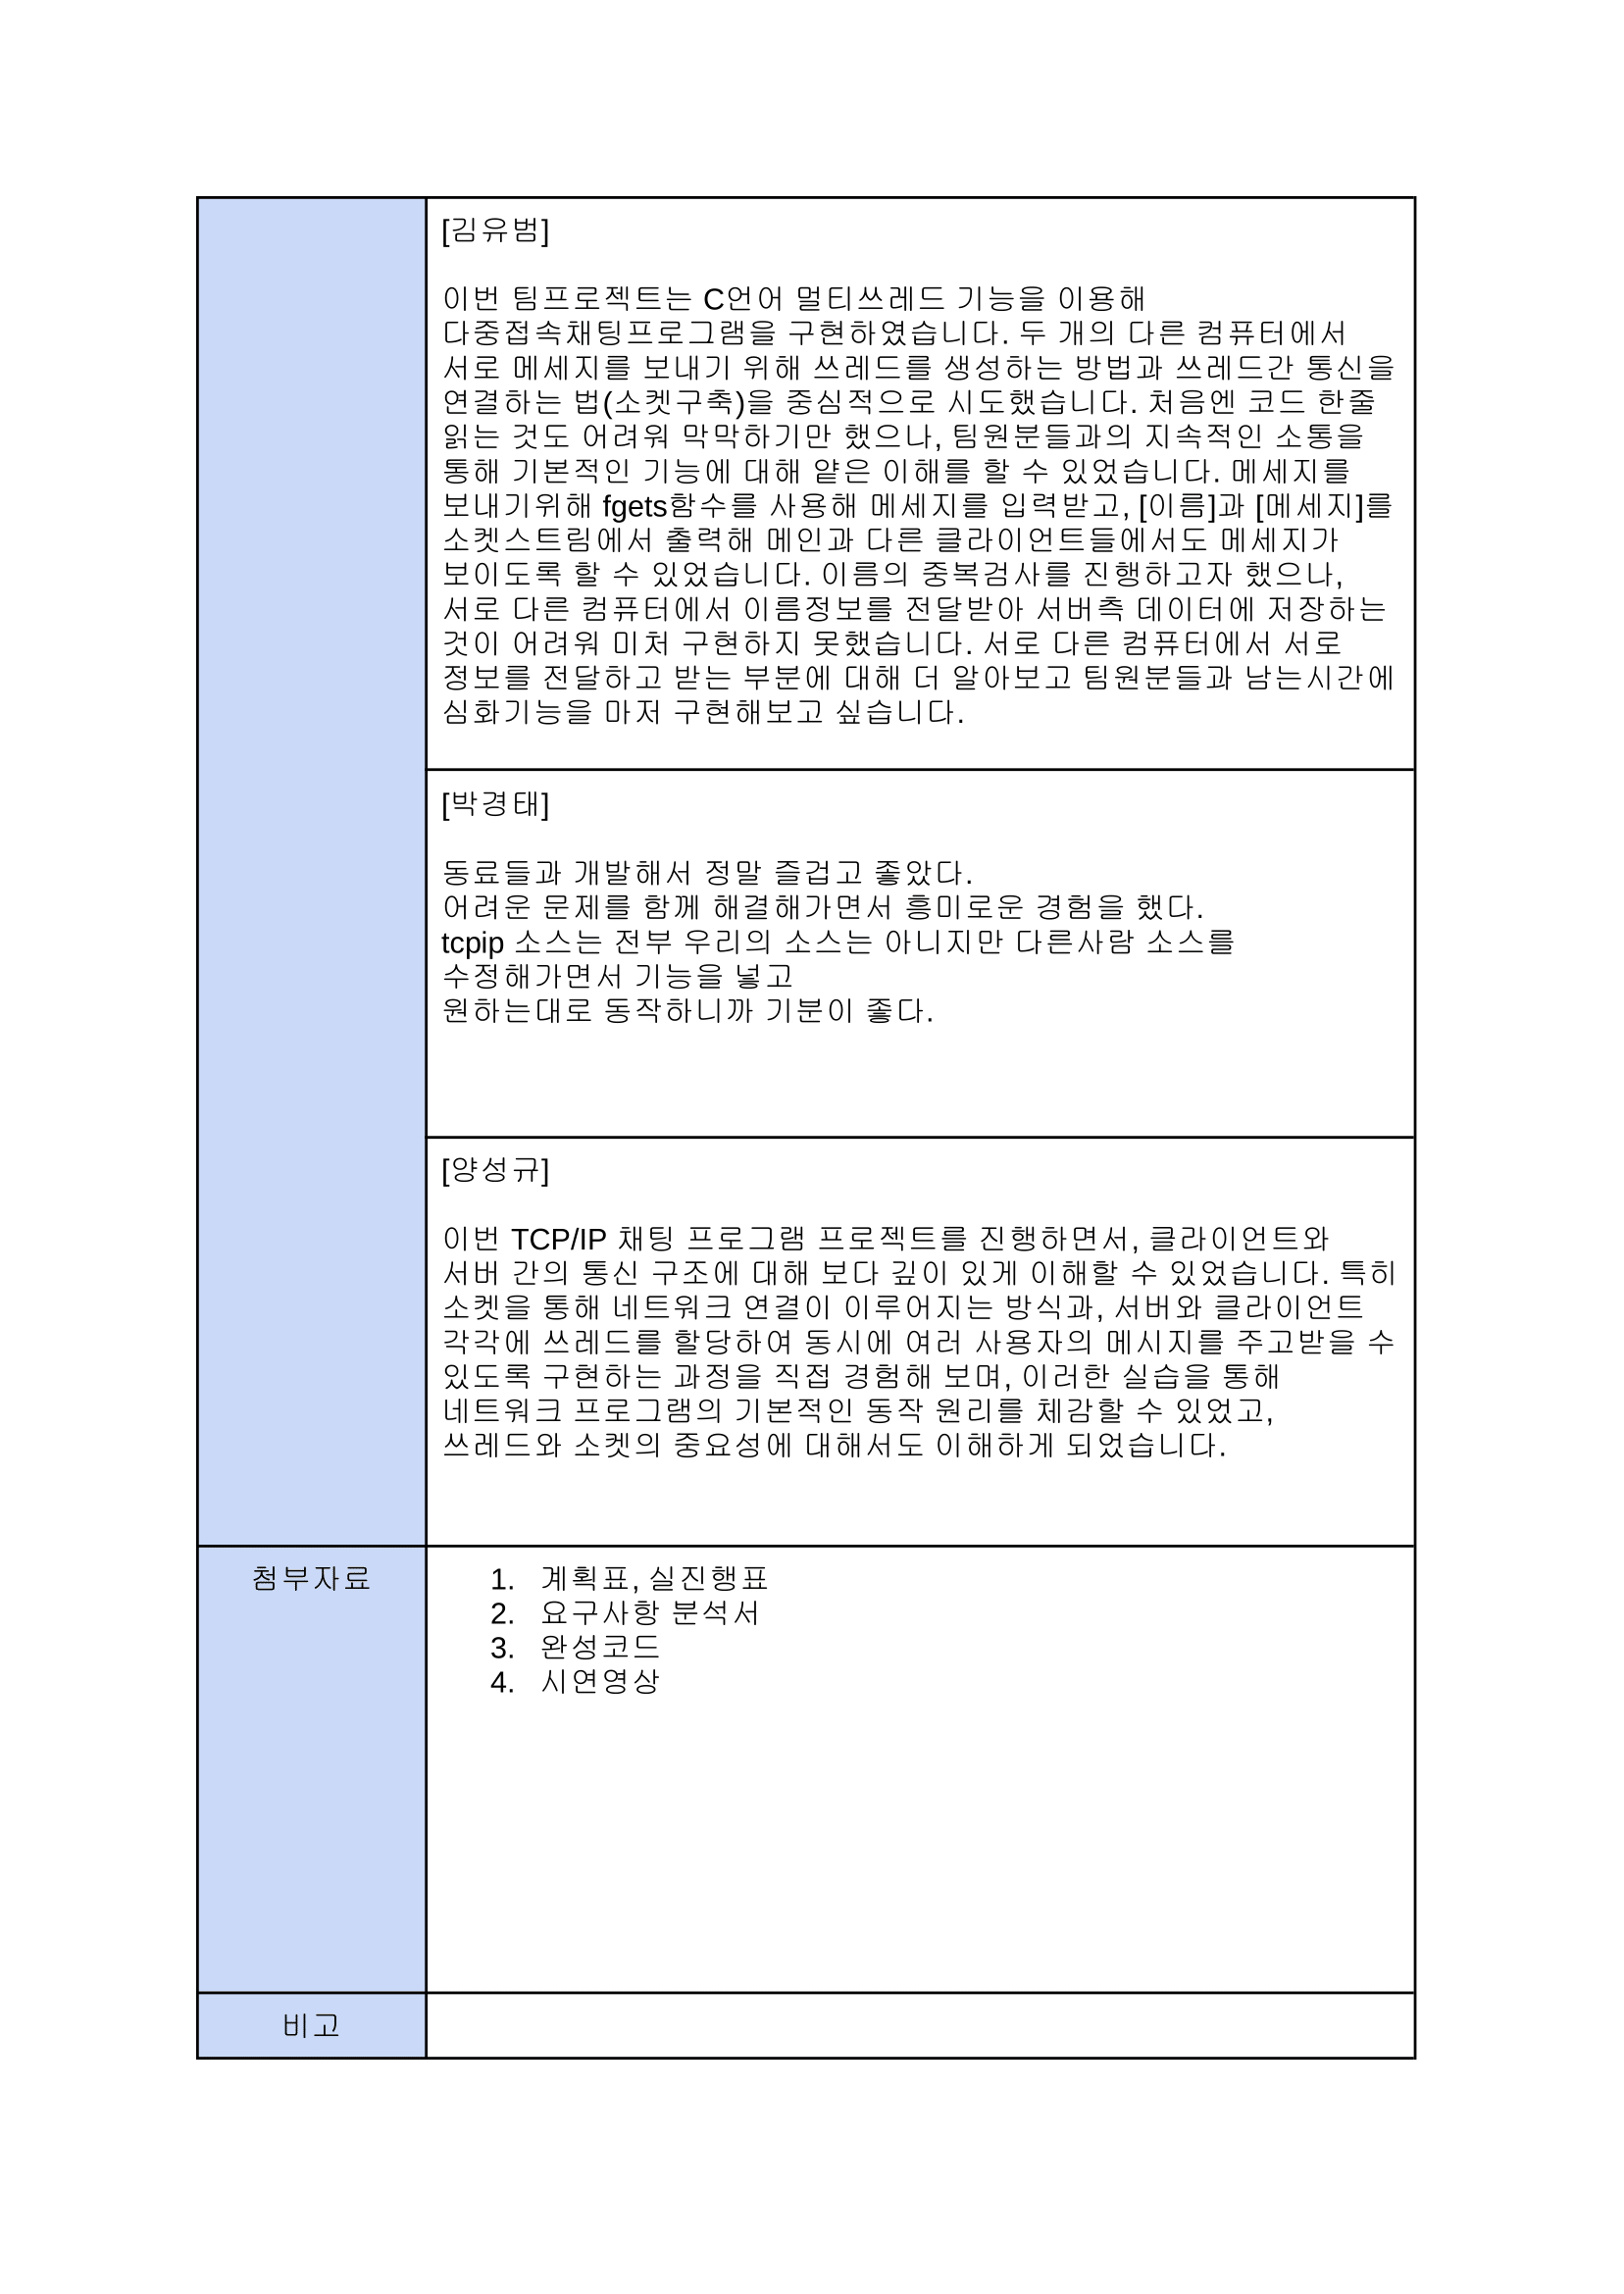 [김유범]
이번 팀프로젝트는 C언어 멀티쓰레드 기능을 이용해
다중접속채팅프로그램을 구현하였습니다. 두 개의 다른 컴퓨터에서
서로 메세지를 보내기 위해 쓰레드를 생성하는 방법과 쓰레드간 통신을
연결하는 법(소켓구축)을 중심적으로 시도했습니다. 처음엔 코드 한줄
읽는 것도 어려워 막막하기만 했으나, 팀원분들과의 지속적인 소통을
통해 기본적인 기능에 대해 얕은 이해를 할 수 있었습니다. 메세지를
보내기위해 fgets함수를 사용해 메세지를 입력받고, [이름]과 [메세지]를
소켓스트림에서 출력해 메인과 다른 클라이언트들에서도 메세지가
보이도록 할 수 있었습니다. 이름의 중복검사를 진행하고자 했으나,
서로 다른 컴퓨터에서 이름정보를 전달받아 서버측 데이터에 저장하는
것이 어려워 미처 구현하지 못했습니다. 서로 다른 컴퓨터에서 서로
정보를 전달하고 받는 부분에 대해 더 알아보고 팀원분들과 남는시간에
심화기능을 마저 구현해보고 싶습니다.
[박경태]
동료들과 개발해서 정말 즐겁고 좋았다.
어려운 문제를 함께 해결해가면서 흥미로운 경험을 했다.
tcpip 소스는 전부 우리의 소스는 아니지만 다른사람 소스를
수정해가면서 기능을 넣고
원하는대로 동작하니까 기분이 좋다.
[양성규]
이번 TCP/IP 채팅 프로그램 프로젝트를 진행하면서, 클라이언트와
서버 간의 통신 구조에 대해 보다 깊이 있게 이해할 수 있었습니다. 특히
소켓을 통해 네트워크 연결이 이루어지는 방식과, 서버와 클라이언트
각각에 쓰레드를 할당하여 동시에 여러 사용자의 메시지를 주고받을 수
있도록 구현하는 과정을 직접 경험해 보며, 이러한 실습을 통해
네트워크 프로그램의 기본적인 동작 원리를 체감할 수 있었고,
쓰레드와 소켓의 중요성에 대해서도 이해하게 되었습니다.
첨부자료
1. 계획표, 실진행표
2. 요구사항 분석서
3. 완성코드
4. 시연영상
비고